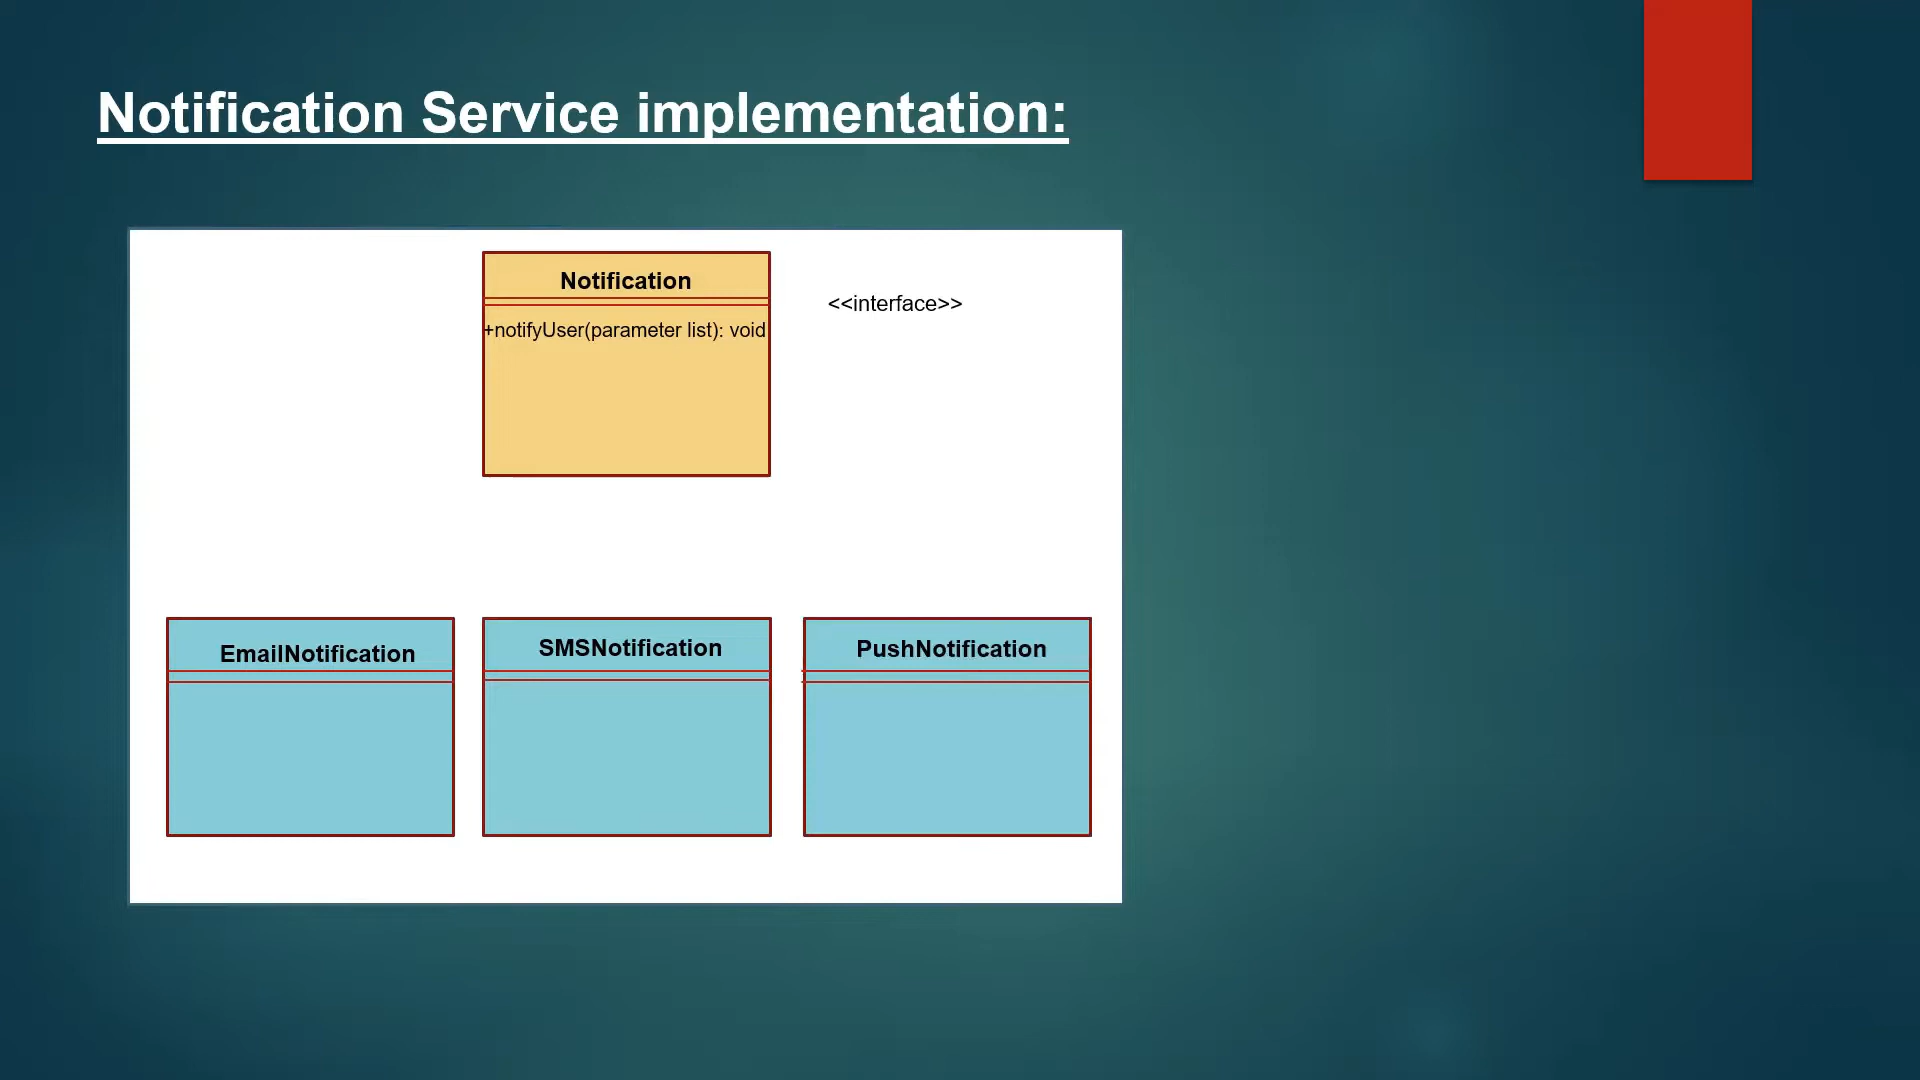 Notification Service implementation:
Notification
<<interface>>
+notifyUser(parameter list): void
EmailNotification
SMSNotification
PushNotification